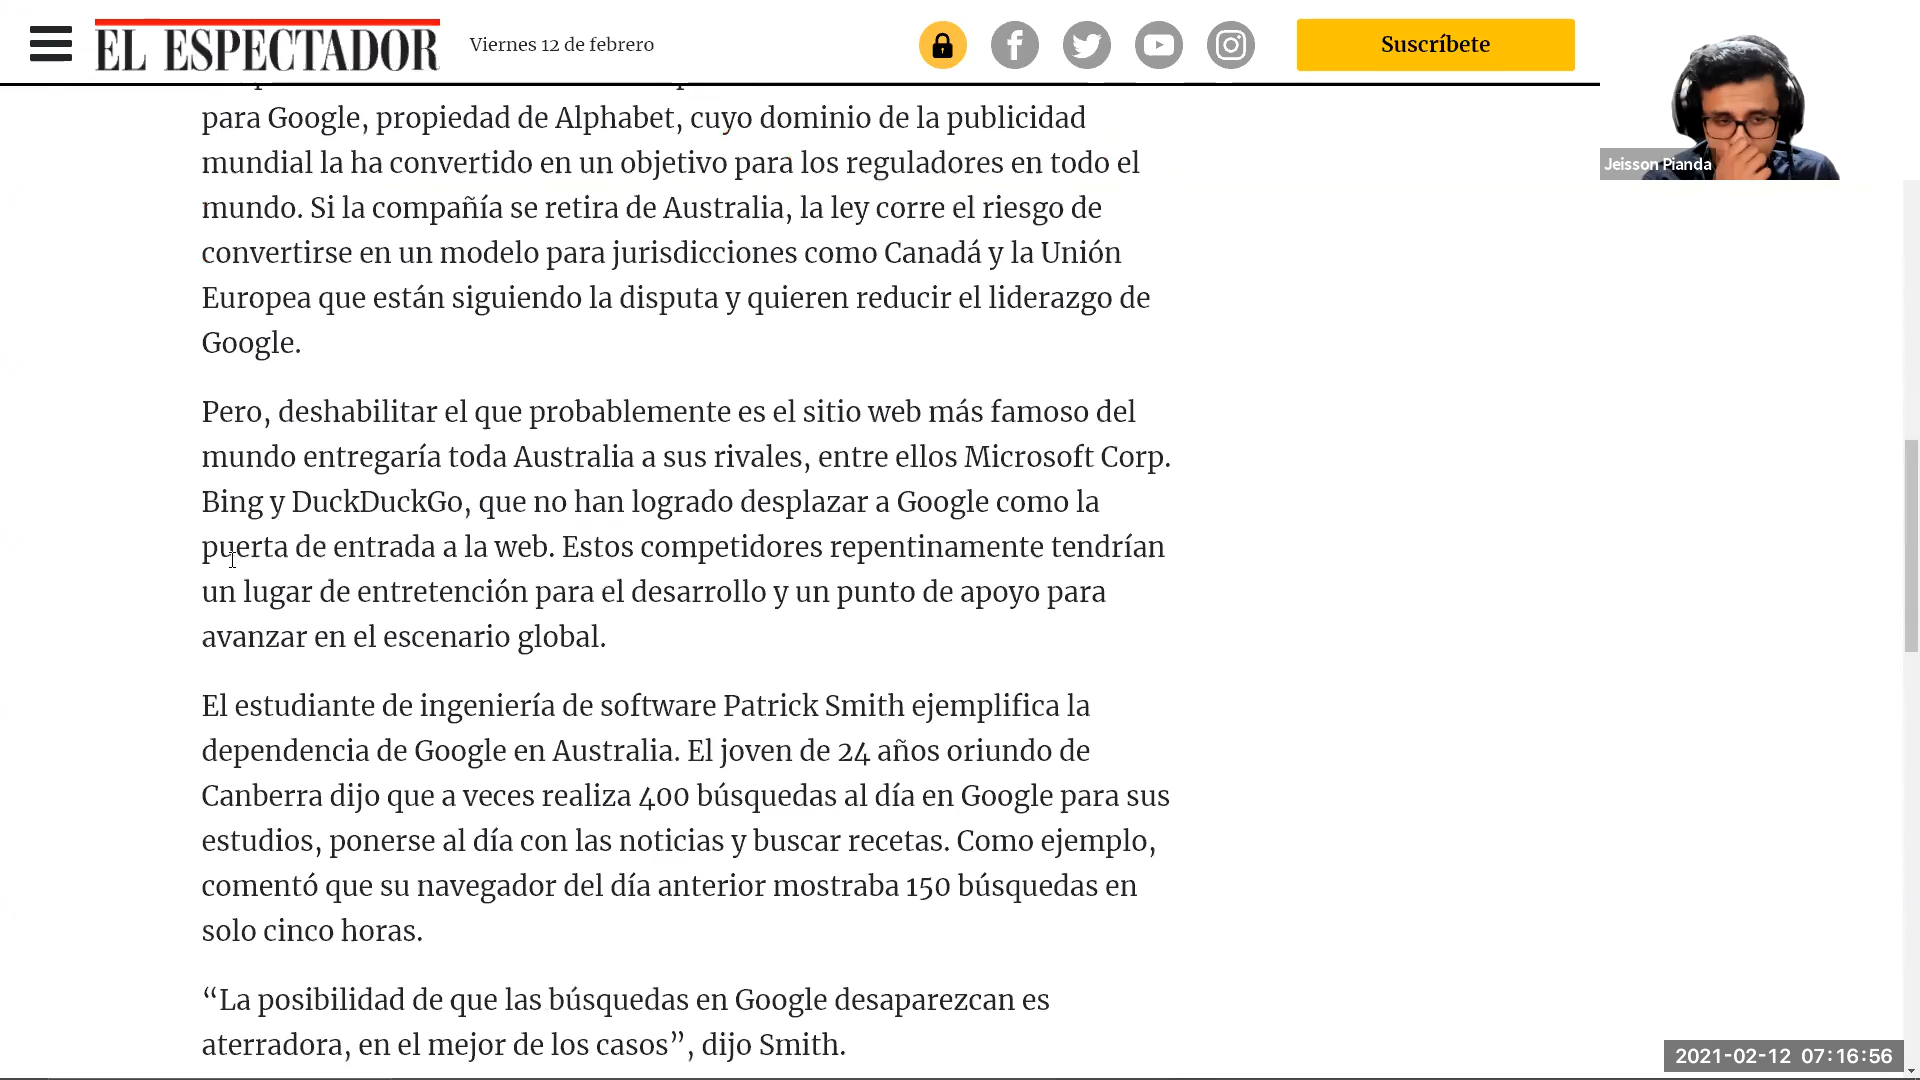 EL ESPECTADOR
Viernes 12 de febrero
Suscríbete
Jeisson Pianda
para Google, propiedad de Alphabet, cuyo dominio de la publicidad
mundial la ha convertido en un objetivo para los reguladores en todo el
mundo. Si la compañía se retira de Australia, la ley corre el riesgo de
convertirse en un modelo para jurisdicciones como Canadá y la Unión
Europea que están siguiendo la disputa y quieren reducir el liderazgo de
Google.
Pero, deshabilitar el que probablemente es el sitio web más famoso del
mundo entregaría toda Australia a sus rivales, entre ellos Microsoft Corp.
Bing y DuckDuckGo, que no han logrado desplazar a Google como la
puerta de entrada a la web. Estos competidores repentinamente tendrían
un lugar de entretención para el desarrollo y un punto de apoyo para
avanzar en el escenario global.
El estudiante de ingeniería de software Patrick Smith ejemplifica la
dependencia de Google en Australia. El joven de 24 años oriundo de
Canberra dijo que a veces realiza 400 búsquedas al día en Google para sus
estudios, ponerse al día con las noticias y buscar recetas. Como ejemplo,
comentó que su navegador del día anterior mostraba 150 búsquedas en
solo cinco horas.
“La posibilidad de que las búsquedas en Google desaparezcan es
aterradora, en el mejor de los casos”, dijo Smith.
2021-02-12 07:16:56